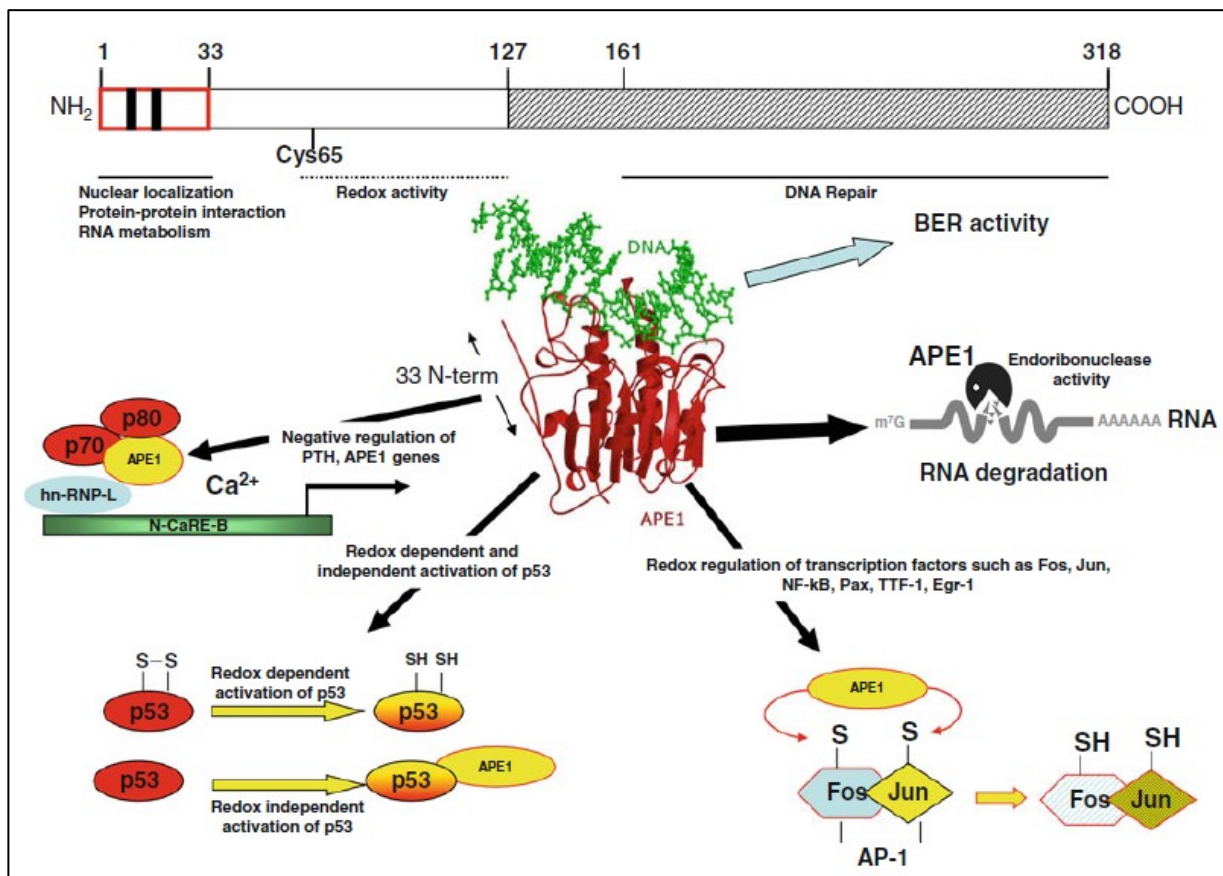 1 33 127 161 318
NH2 COOH
Cys65
Nuclear localization
Protein-protein interaction
RNA metabolism
Redox activity
DNA Repair
BER activity
DNA
33 N-term
APE1
Endoribonuclease
activity
m7G AAAAAA RNA
RNA degradation
p80
p70
APE1
hn-RNP-L
Ca2+
Negative regulation of
PTH, APE1 genes
N-CaRE-B
APE1
Redox dependent and
independent activation of p53
Redox regulation of transcription factors such as Fos, Jun,
NF-kB, Pax, TTF-1, Egr-1
S–S
p53
Redox dependent
activation of p53
SH SH
p53
p53
Redox independent
activation of p53
p53
APE1
APE1
S S
Fos Jun
AP-1
SH SH
Fos Jun